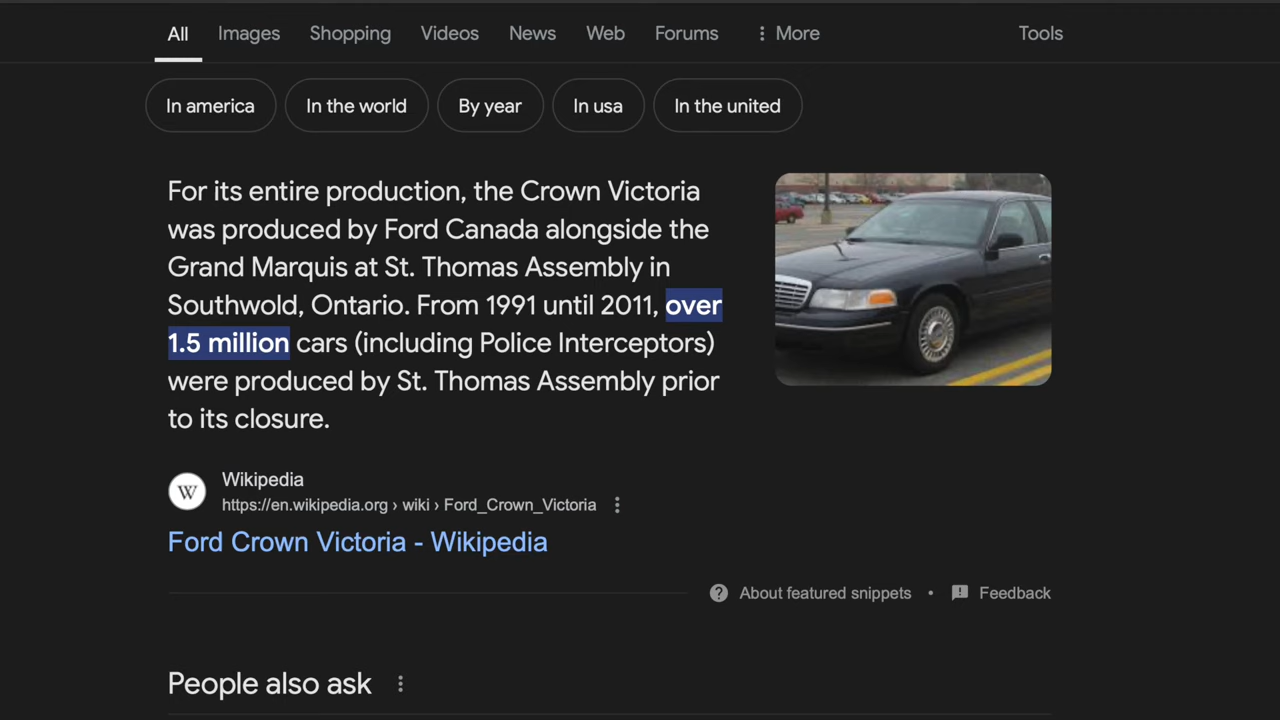 All Images Shopping Videos News Web Forums More Tools
In america In the world By year In usa In the united
For its entire production, the Crown Victoria
was produced by Ford Canada alongside the
Grand Marquis at St. Thomas Assembly in
Southwold, Ontario. From 1991 until 2011, over
1.5 million cars (including Police Interceptors)
were produced by St. Thomas Assembly prior
to its closure.
W
Wikipedia
https://en.wikipedia.org › wiki › Ford_Crown_Victoria
Ford Crown Victoria - Wikipedia
About featured snippets • Feedback
People also ask